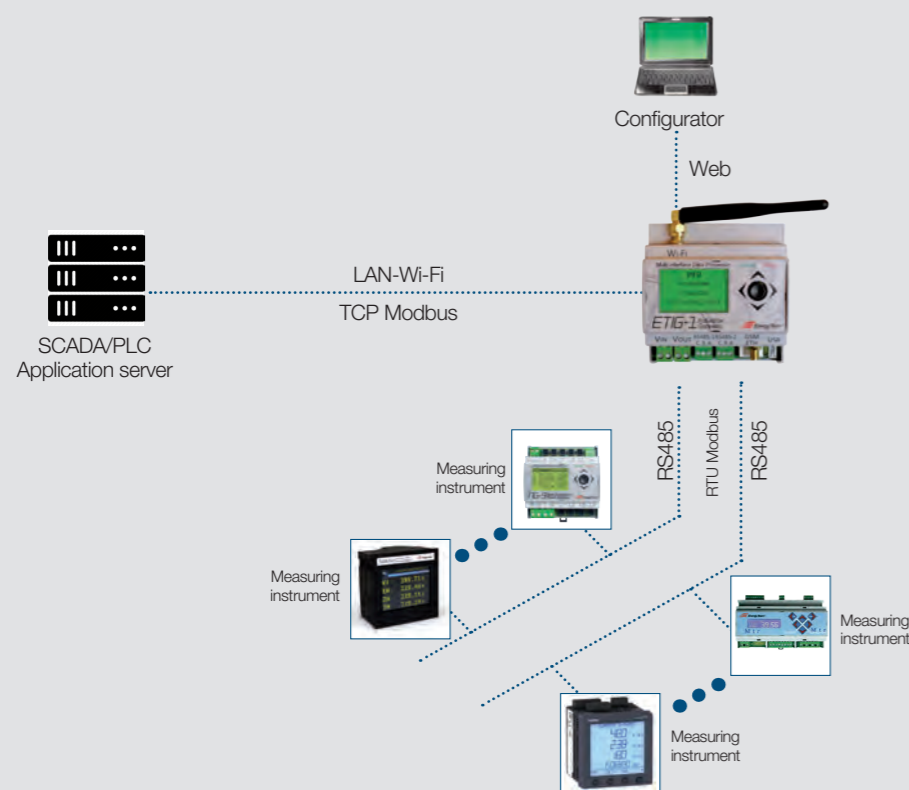 Configurator
Web
Wi-Fi
LAN-Wi-Fi
TCP Modbus
ETIG-1
SCADA/PLC
Application server
RS485
RTU Modbus
RS485
Measuring
instrument
Measuring
instrument
Measuring
instrument
Measuring
instrument